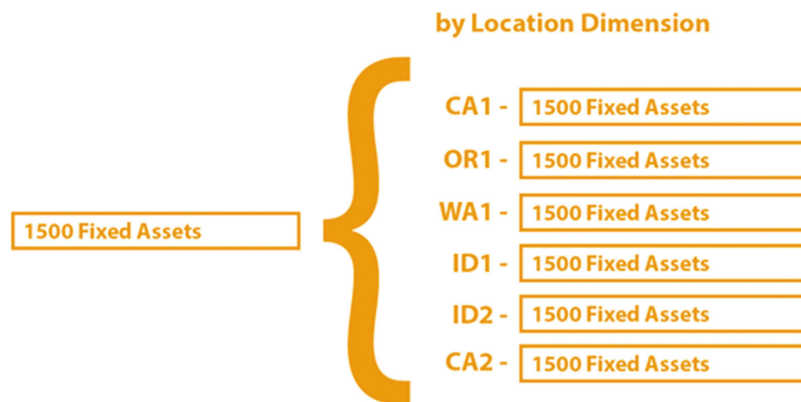 by Location Dimension
CA1 - 1500 Fixed Assets
OR1 - 1500 Fixed Assets
WA1 - 1500 Fixed Assets
1500 Fixed Assets
ID1 - 1500 Fixed Assets
ID2 - 1500 Fixed Assets
CA2 - 1500 Fixed Assets